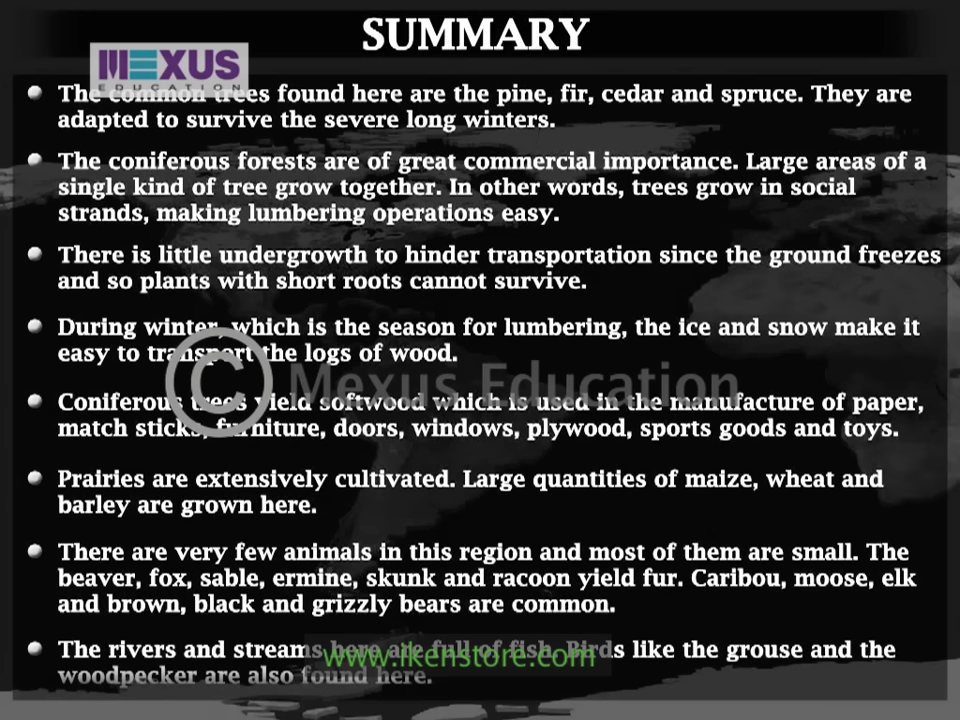 SUMMARY
MEXUS
EDUCATION
The common trees found here are the pine, fir, cedar and spruce. They are
adapted to survive the severe long winters.
The coniferous forests are of great commercial importance. Large areas of a
single kind of tree grow together. In other words, trees grow in social
strands, making lumbering operations easy.
There is little undergrowth to hinder transportation since the ground freezes
and so plants with short roots cannot survive.
During winter, which is the season for lumbering, the ice and snow make it
easy to transport the logs of wood.
© Mexus Education
Coniferous trees yield softwood which is used in the manufacture of paper,
match sticks, furniture, doors, windows, plywood, sports goods and toys.
Prairies are extensively cultivated. Large quantities of maize, wheat and
barley are grown here.
There are very few animals in this region and most of them are small. The
beaver, fox, sable, ermine, skunk and racoon yield fur. Caribou, moose, elk
and brown, black and grizzly bears are common.
The rivers and streams here are full of fish. Birds like the grouse and the
www.ikenstore.com
woodpecker are also found here.